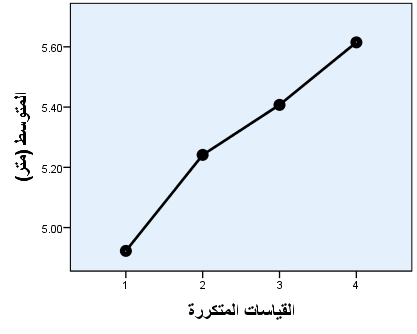 5.60
5.40
5.20
5.00
المتوسط (متر)
1 2 3 4
القياسات المتكررة